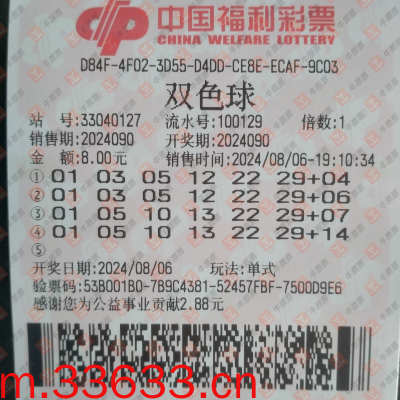 中国福利彩票
CHINA WELFARE LOTTERY
D84F-4F02-3D55-D4DD-CE8E-ECAF-9C03
双色球
站 号:33040127 流水号:100129 倍数:1
销售期:2024090 开奖期:2024090
金 额:8.00元 销售时间:2024/08/06-19:10:34
① 01 03 05 12 22 29+04
② 01 03 05 12 22 29+06
③ 01 05 10 13 22 29+07
④ 01 05 10 13 22 29+14
⑤
开奖日期:2024/08/06 玩法:单式
验票码:53B001B0-7B9C4381-52457FBF-7500D9E6
感谢您为公益事业贡献2.88元
m.33633.cn